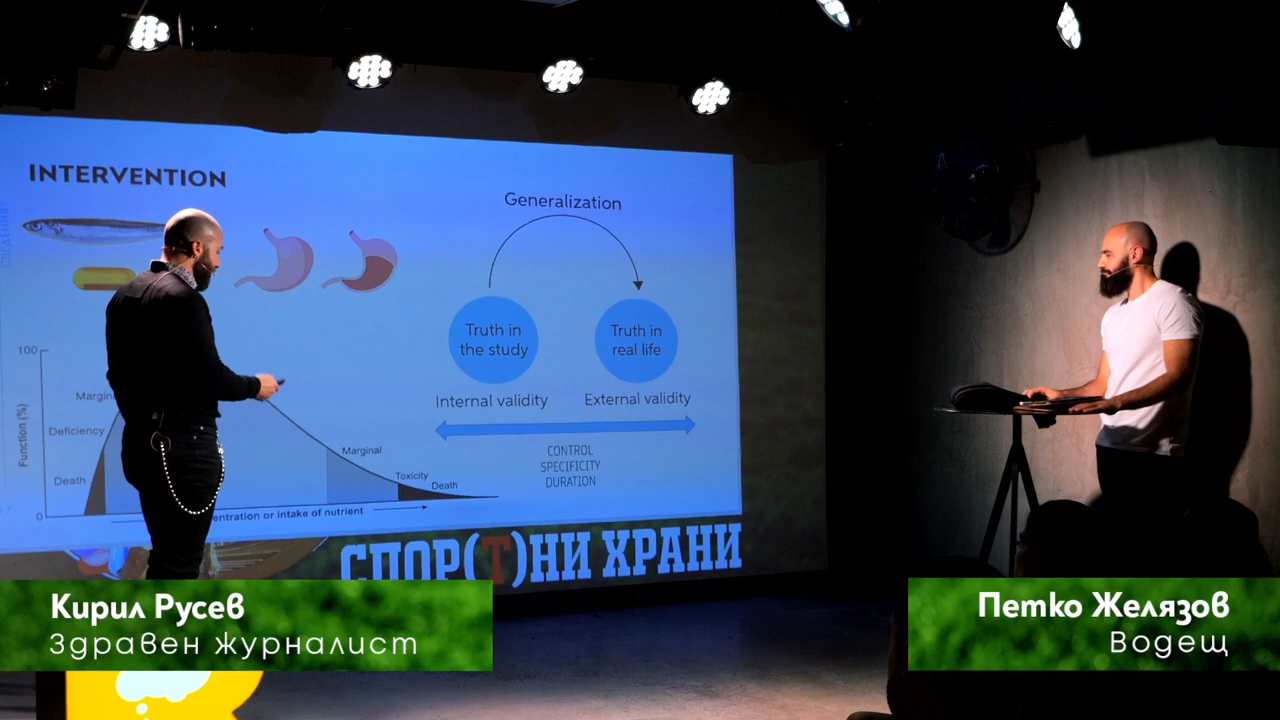 INTERVENTION
Generalization
Truth in
the study
Truth in
real life
Internal validity
External validity
CONTROL
SPECIFICITY
DURATION
100
Function (%)
Deficiency
Death
0
Marginal
Toxicity
Death
or intake of nutrient
СПОР(Т)НИ ХРАНИ
Кирил Русев
Здравен журналист
Петко Желязов
Водещ